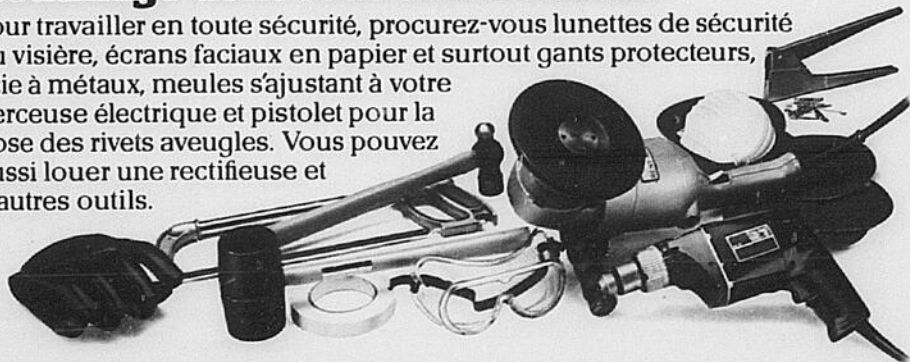 our travailler en toute sécurité, procurez-vous lunettes de sécurité
u visière, écrans faciaux en papier et surtout gants protecteurs,
cie à métaux, meules s'ajustant à votre
erceuse électrique et pistolet pour la
ose des rivets aveugles. Vous pouvez
ussi louer une rectifieuse et
autres outils.